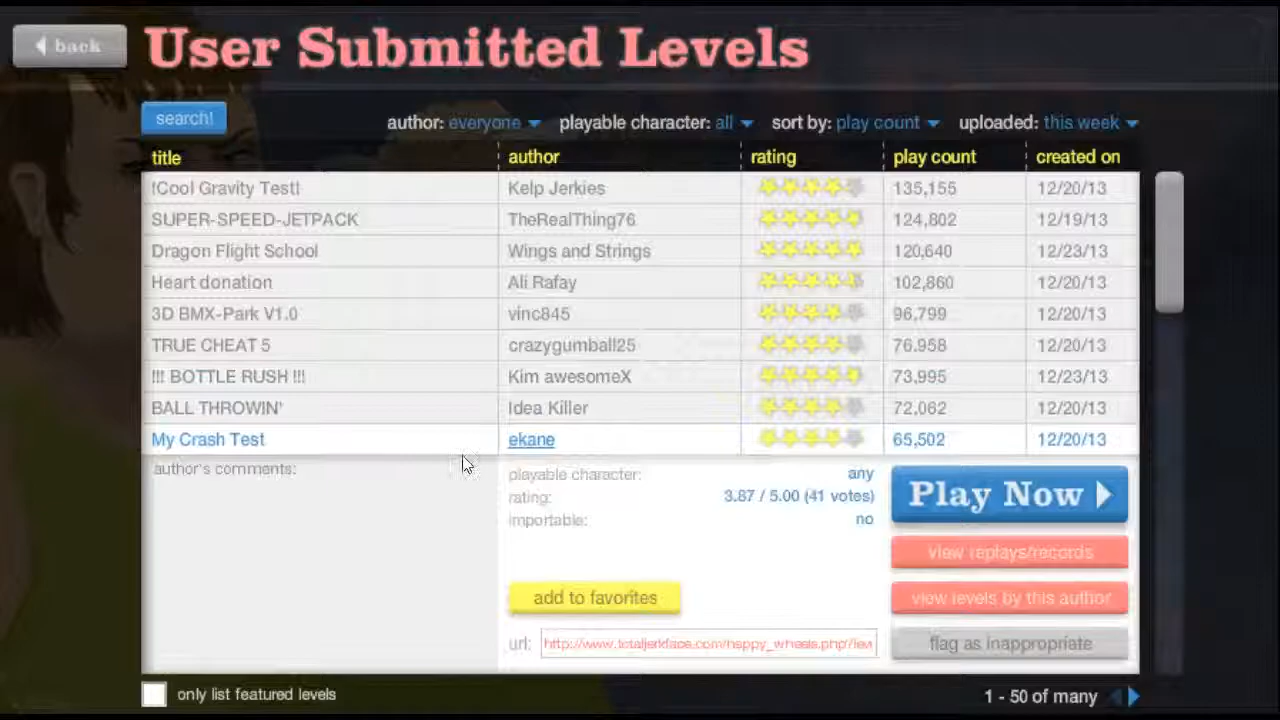 back
User Submitted Levels
search!
author: everyone playable character: all sort by: play count uploaded: this week
title author rating play count created on
!Cool Gravity Test! Kelp Jerkies 135,155 12/20/13
SUPER-SPEED-JETPACK TheRealThing76 124,802 12/19/13
Dragon Flight School Wings and Strings 120,640 12/23/13
Heart donation Ali Rafay 102,860 12/20/13
3D BMX-Park V1.0 vinc845 96,799 12/20/13
TRUE CHEAT 5 crazygumball25 76,958 12/20/13
!!! BOTTLE RUSH !!! Kim awesomeX 73,995 12/23/13
BALL THROWIN' Idea Killer 72,062 12/20/13
My Crash Test ekane 65,502 12/20/13
author's comments:
playable character: any
rating: 3.87 / 5.00 (41 votes)
importable: no
Play Now
view replays/records
add to favorites
view levels by this author
url: http://www.totaljerkface.com/happy_wheels.php?lev
flag as inappropriate
only list featured levels
1 - 50 of many